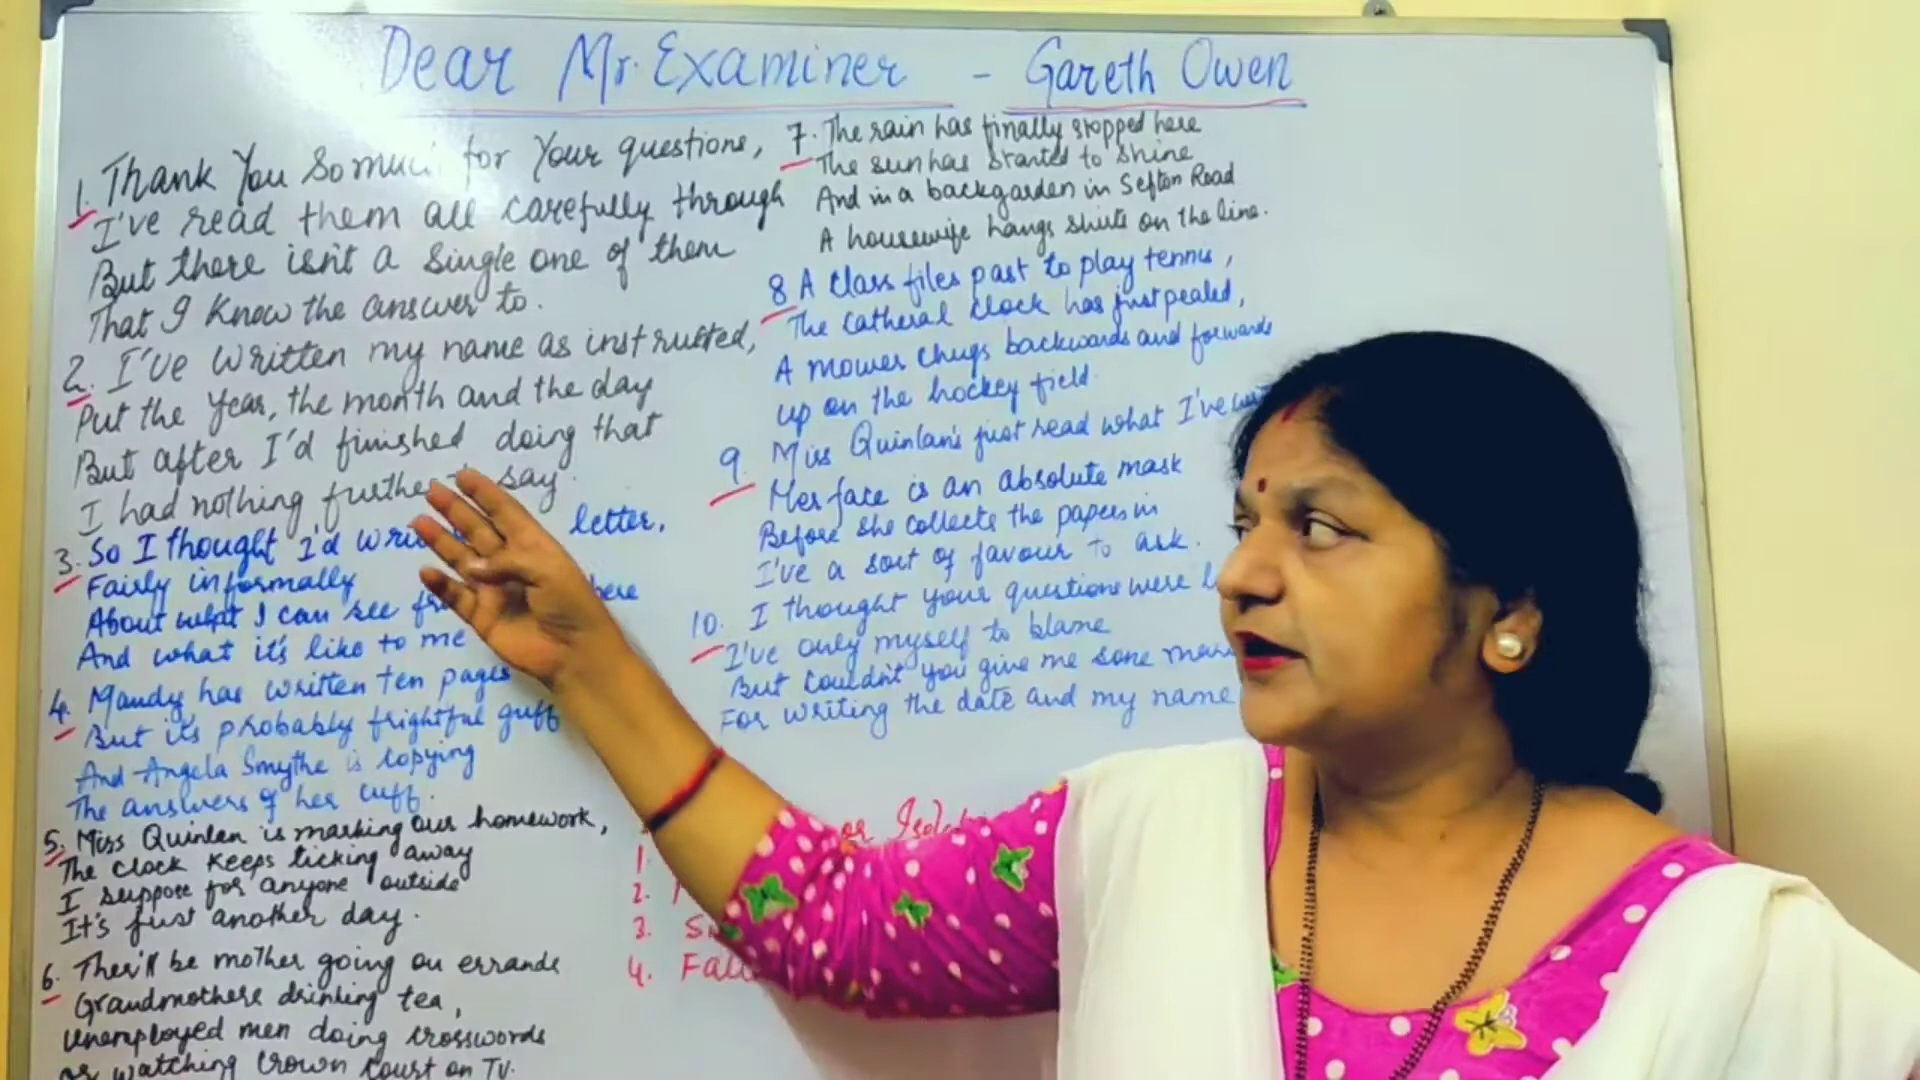 Dear Mr. Examiner - Gareth Owen
1. Thank You So much for Your questions,
I've read them all carefully through
But there isn't a single one of them
That I know the answer to.
2. I've written my name as instructed,
Put the Year, the month and the day
But after I'd finished doing that
I had nothing further say.
3. So I thought I'd letter,
Fairly informally
About what I can see here
And what it's like to me
4. Mandy has written ten pages
But it's probably frightful guff
And Angela Smythe is copying
The answers of her cuff.
5. Miss Quinlan is marking our homework,
The clock keeps ticking away
I suppose for anyone outside
It's just another day.
6. Ther'll be mother going on errands
Grandmothers drinking tea,
Unemployed men doing crosswords
or watching Crown Court on TV.
7. The rain has finally stopped here
The sun has started to shine
And in a backgarden in Sefton Road
A housewife hangs shirts on the line.
8 A class files past to play tennis,
The catheral clock has just pealed,
A mower chugs backwards and forwards
up on the hockey field.
9. Miss Quinlan's just read what I've
Her face is an absolute mask
Before she collects the papers in
I've a sort of favour to ask.
10. I thought your questions were
I've only myself to blame
But couldn't you give me some
For writing the date and my name
or
1.
2.
3.
4.